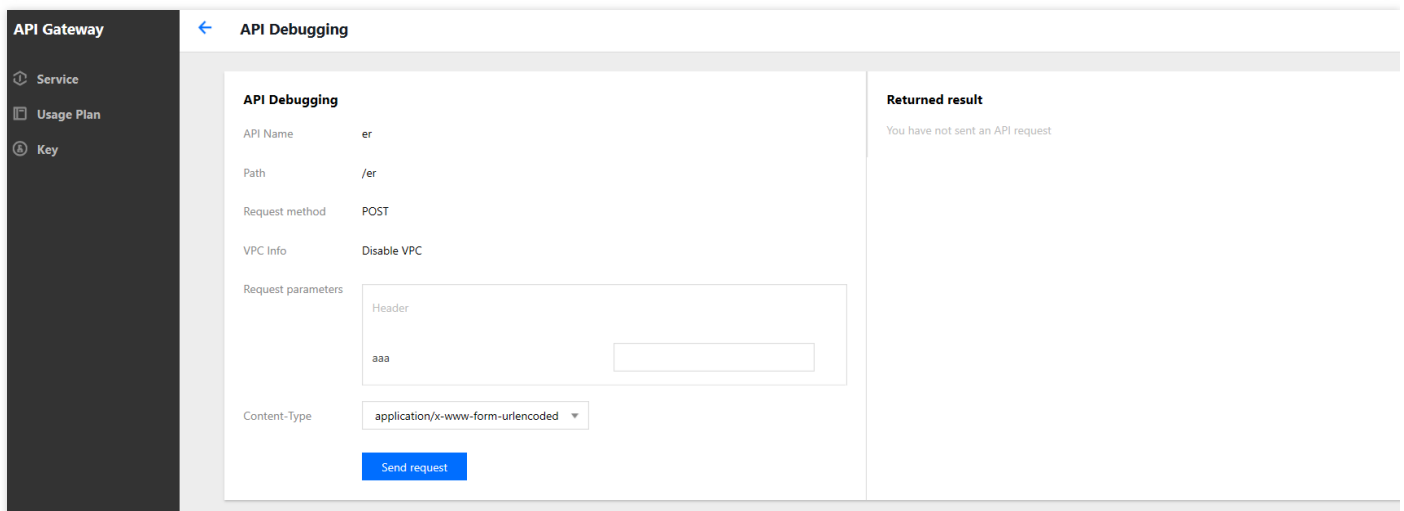 API Gateway
Service
Usage Plan
Key
API Debugging
API Debugging
API Name er
Path /er
Request method POST
VPC Info Disable VPC
Request parameters
Header
aaa
Content-Type application/x-www-form-urlencoded
Send request
Returned result
You have not sent an API request